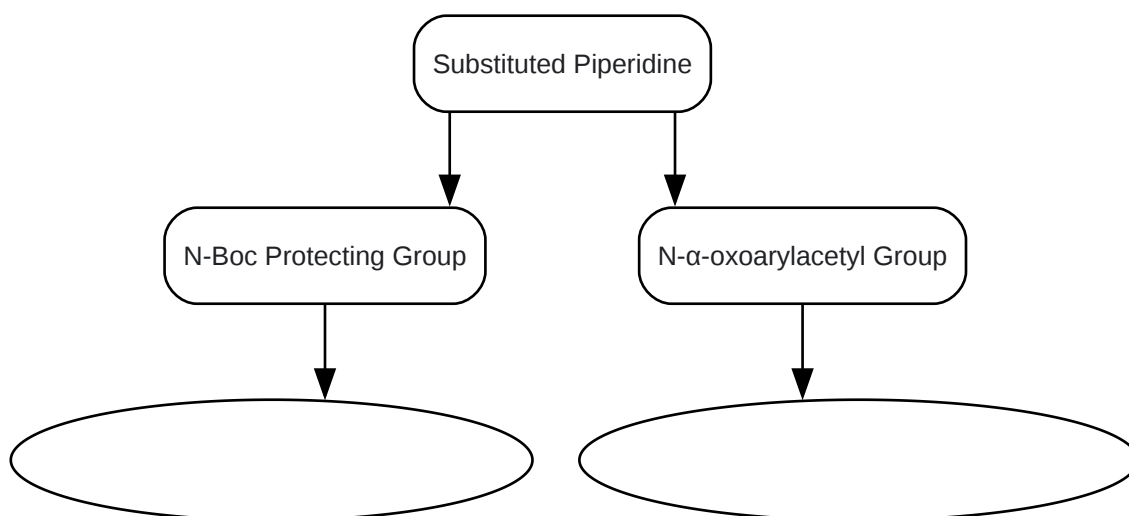 Substituted Piperidine
N-Boc Protecting Group
N-α-oxoarylacetyl Group